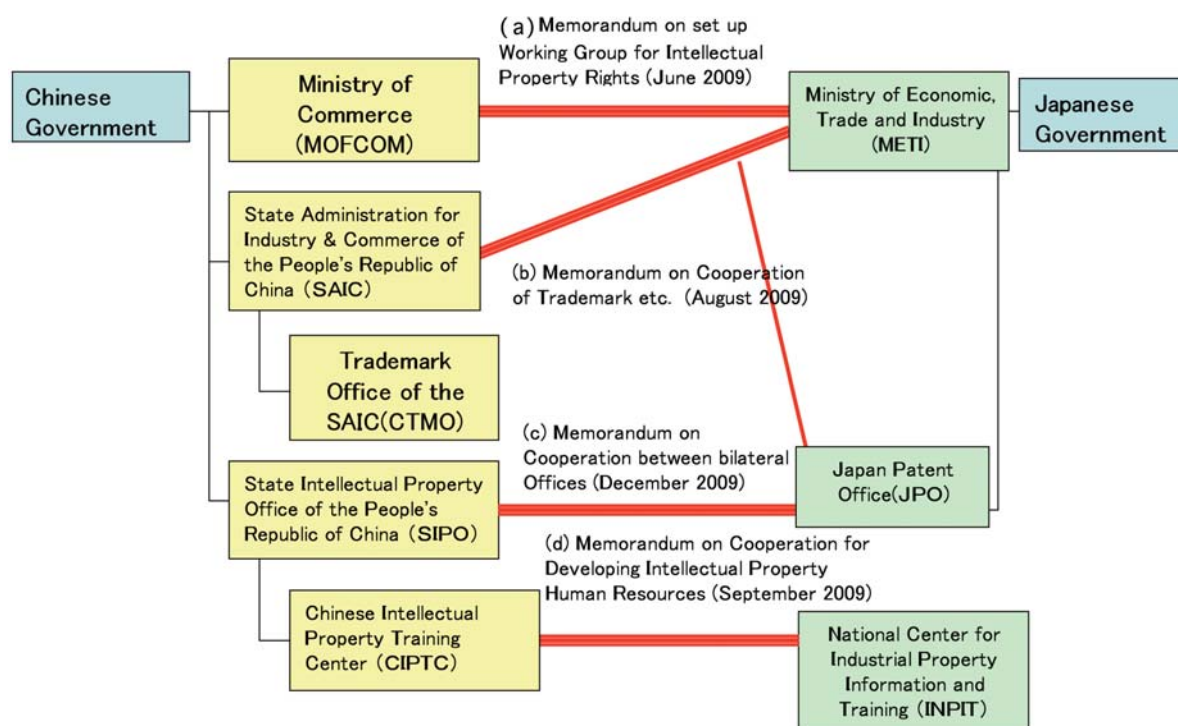 (a) Memorandum on set up
Working Group for Intellectual
Property Rights (June 2009)
Chinese
Government
Ministry of
Commerce
(MOFCOM)
Ministry of Economic,
Trade and Industry
(METI)
Japanese
Government
State Administration for
Industry & Commerce of
the People's Republic of
China (SAIC)
(b) Memorandum on Cooperation
of Trademark etc. (August 2009)
Trademark
Office of the
SAIC(CTMO)
(c) Memorandum on
Cooperation between bilateral
Offices (December 2009)
State Intellectual Property
Office of the People's
Republic of China (SIPO)
Japan Patent
Office(JPO)
(d) Memorandum on Cooperation for
Developing Intellectual Property
Human Resources (September 2009)
Chinese Intellectual
Property Training
Center (CIPTC)
National Center for
Industrial Property
Information and
Training (INPIT)